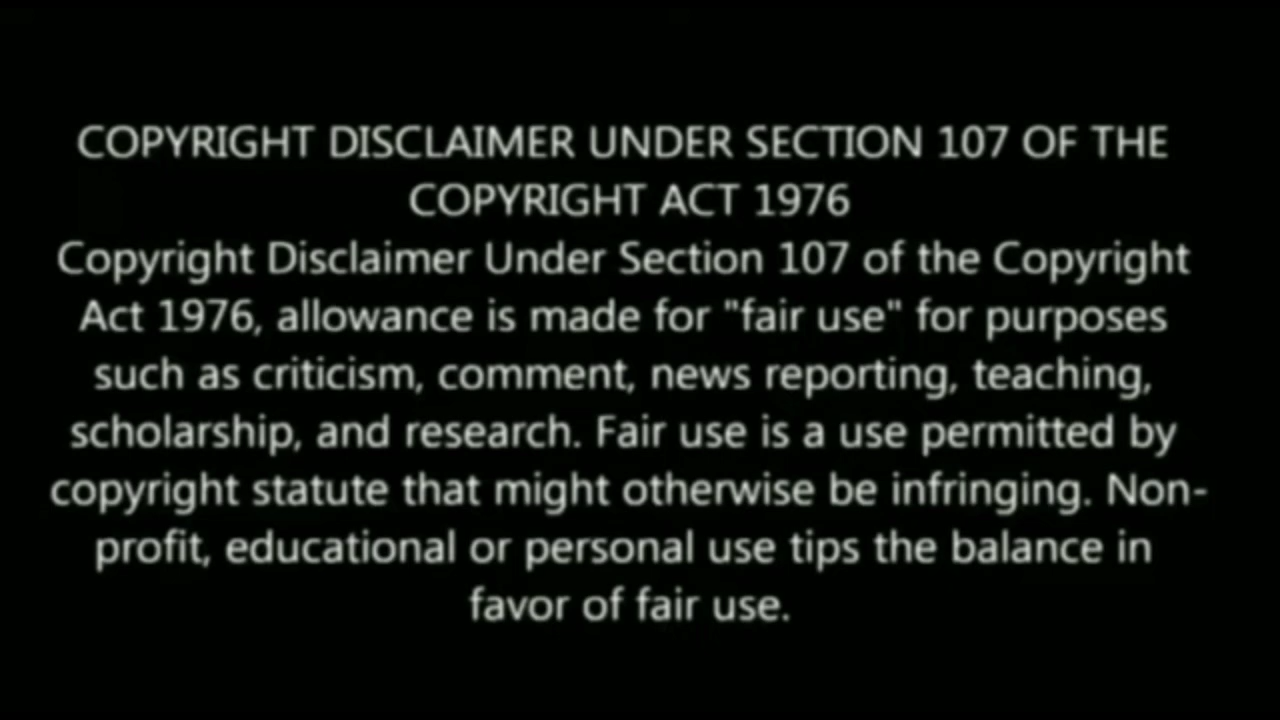 COPYRIGHT DISCLAIMER UNDER SECTION 107 OF THE
COPYRIGHT ACT 1976
Copyright Disclaimer Under Section 107 of the Copyright
Act 1976, allowance is made for "fair use" for purposes
such as criticism, comment, news reporting, teaching,
scholarship, and research. Fair use is a use permitted by
copyright statute that might otherwise be infringing. Non-
profit, educational or personal use tips the balance in
favor of fair use.